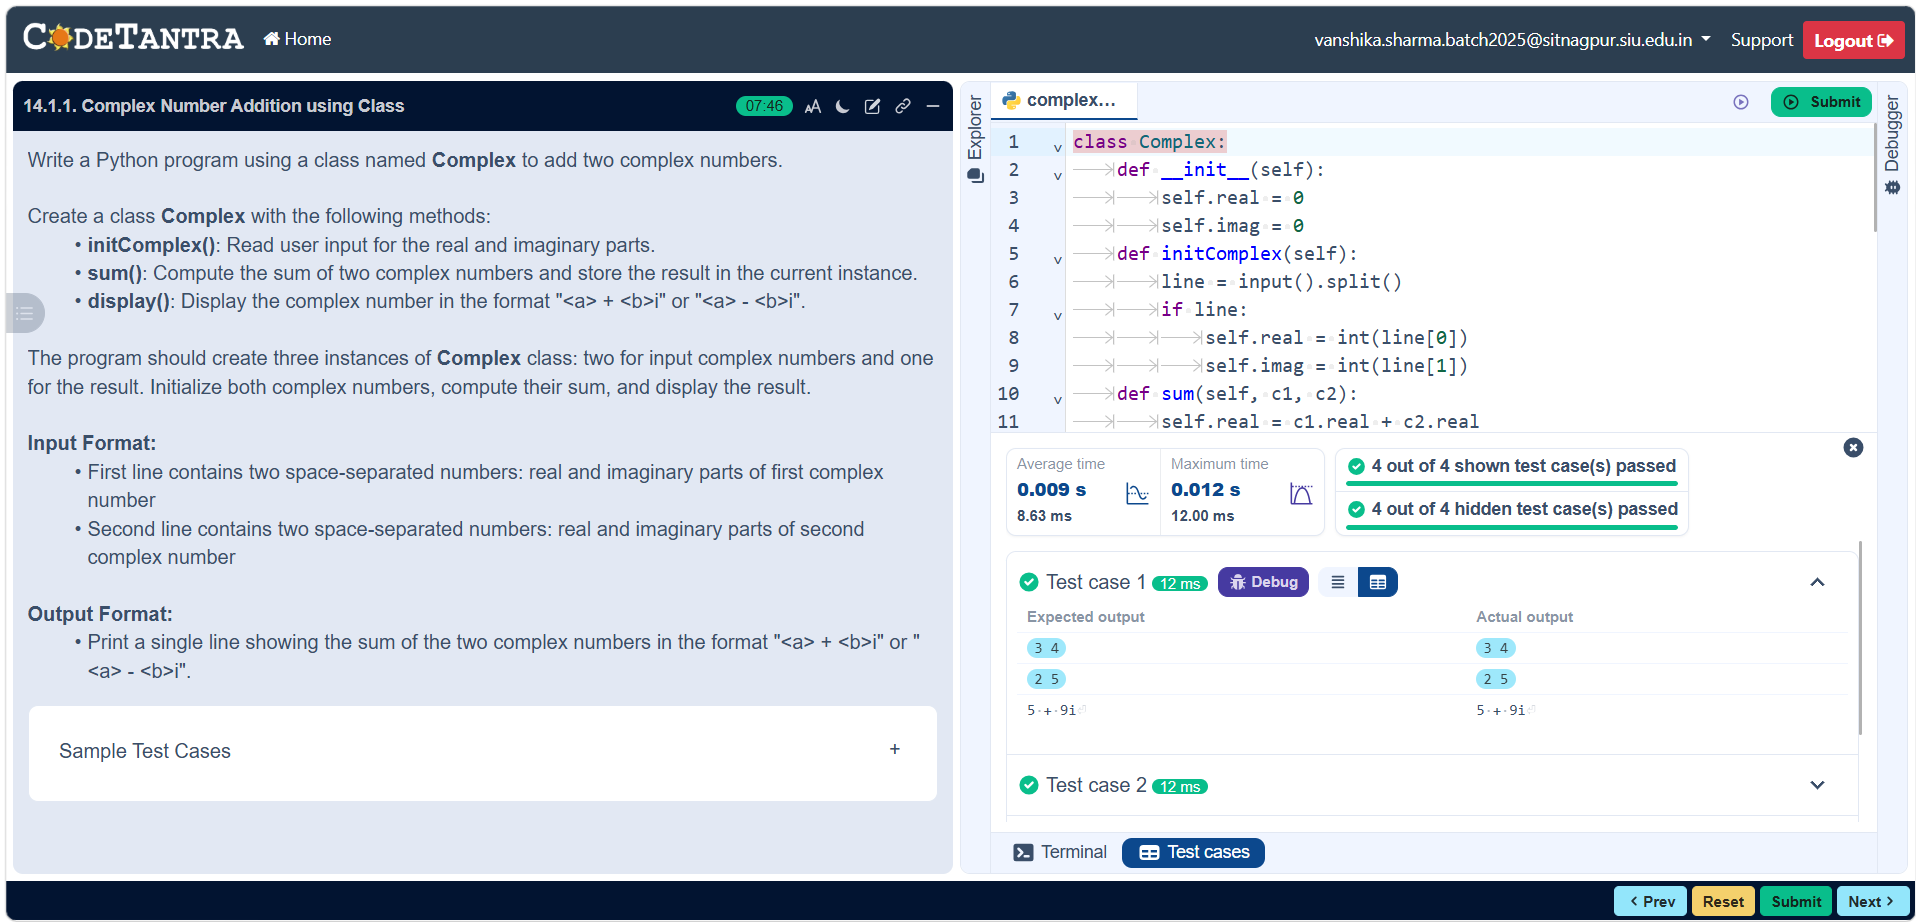 CODETANTRA
Home
vanshika.sharma.batch2025@sitnagpur.siu.edu.in
Support
Logout
14.1.1. Complex Number Addition using Class
07:46
Write a Python program using a class named Complex to add two complex numbers.
Create a class Complex with the following methods:
• initComplex(): Read user input for the real and imaginary parts.
• sum(): Compute the sum of two complex numbers and store the result in the current instance.
• display(): Display the complex number in the format "<a> + <b>i" or "<a> - <b>i".
The program should create three instances of Complex class: two for input complex numbers and one
for the result. Initialize both complex numbers, compute their sum, and display the result.
Input Format:
• First line contains two space-separated numbers: real and imaginary parts of first complex
number
• Second line contains two space-separated numbers: real and imaginary parts of second
complex number
Output Format:
• Print a single line showing the sum of the two complex numbers in the format "<a> + <b>i" or "
<a> - <b>i".
Sample Test Cases
+
Explorer
complex...
Submit
Debugger
1 class Complex:
2 def __init__(self):
3 self.real = 0
4 self.imag = 0
5 def initComplex(self):
6 line = input().split()
7 if line:
8 self.real = int(line[0])
9 self.imag = int(line[1])
10 def sum(self, c1, c2):
11 self.real = c1.real + c2.real
Average time
0.009 s
8.63 ms
Maximum time
0.012 s
12.00 ms
4 out of 4 shown test case(s) passed
4 out of 4 hidden test case(s) passed
Test case 1 12 ms
Debug
Expected output Actual output
3 4 3 4
2 5 2 5
5 + 9i 5 + 9i
Test case 2 12 ms
Terminal
Test cases
< Prev
Reset
Submit
Next >